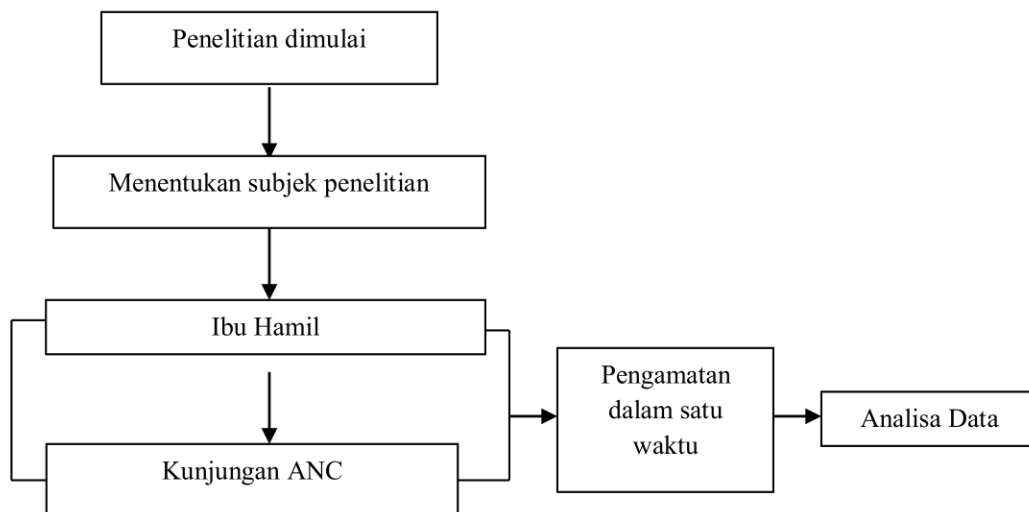 Penelitian dimulai
Menentukan subjek penelitian
Ibu Hamil
Kunjungan ANC
Pengamatan
dalam satu
waktu
Analisa Data